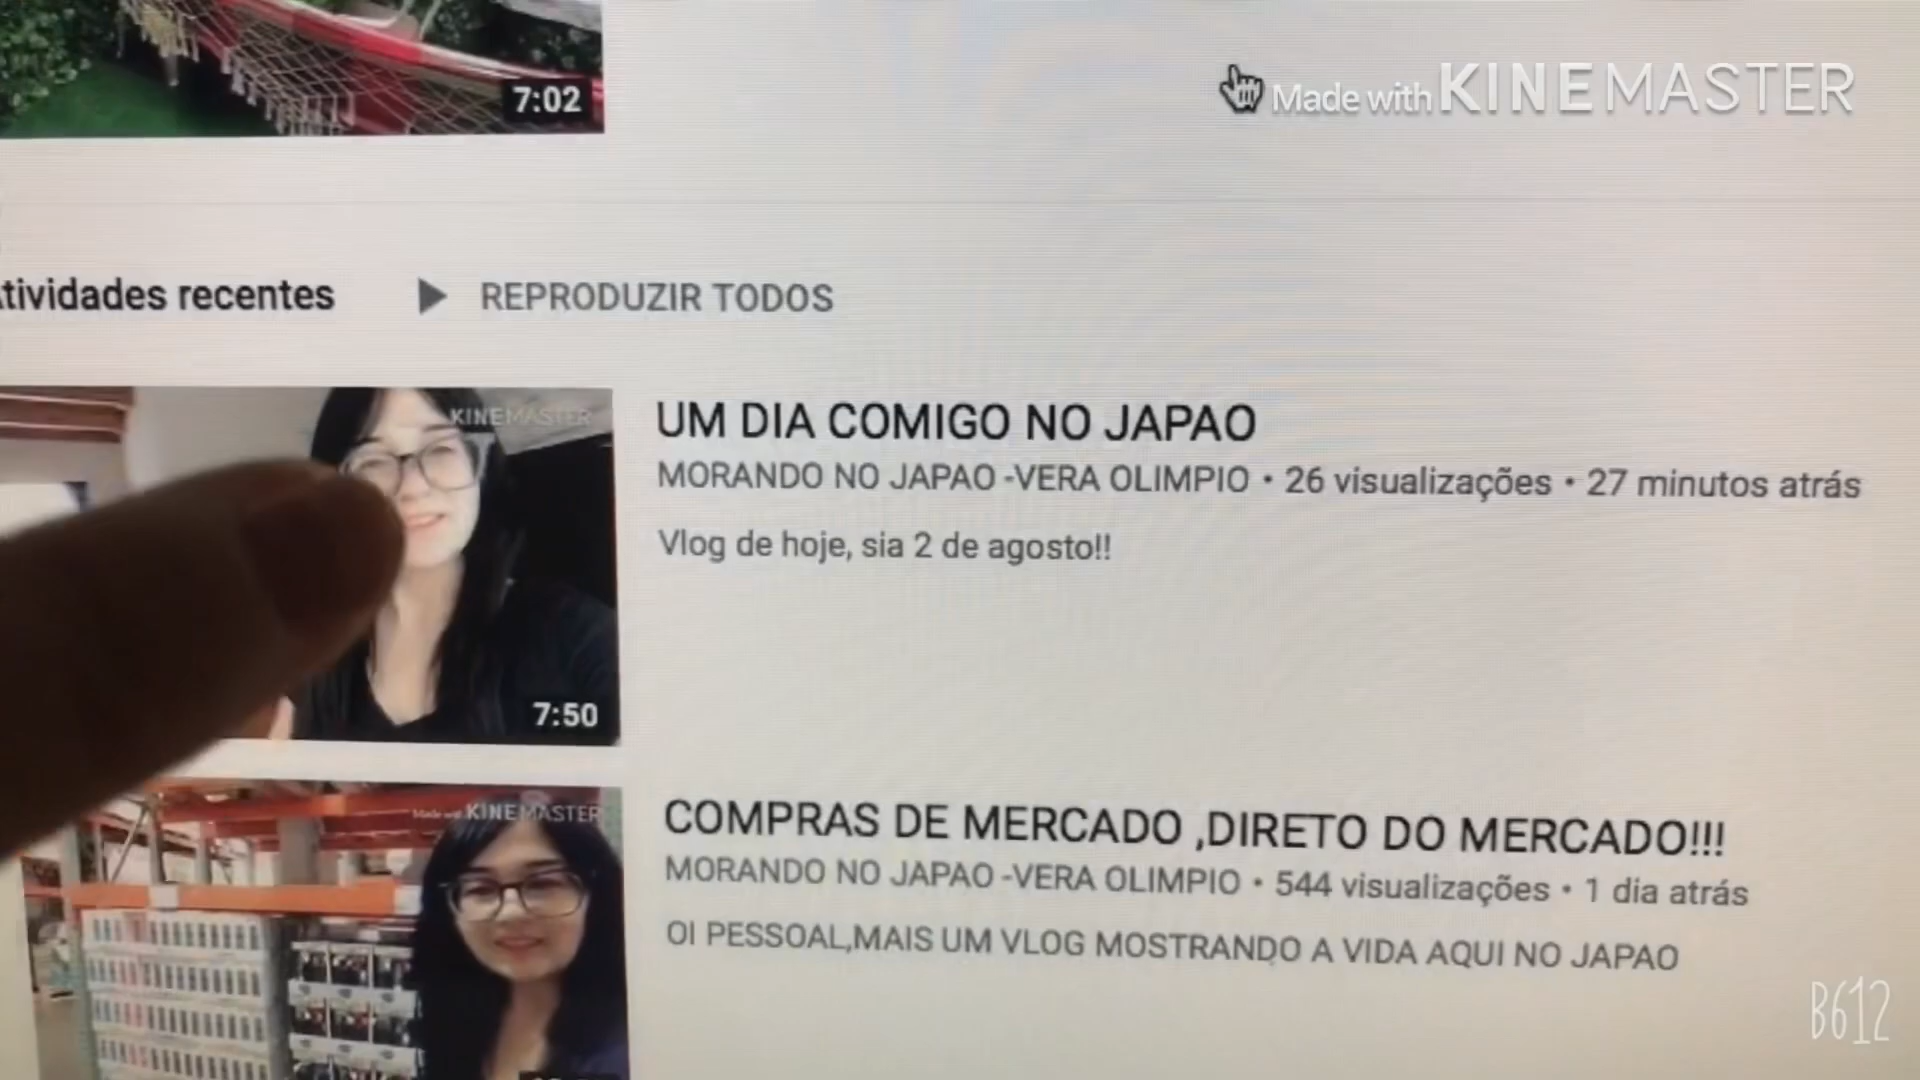 7:02
Made with KINEMASTER
tividades recentes
REPRODUZIR TODOS
KINEMASTER
UM DIA COMIGO NO JAPAO
MORANDO NO JAPAO -VERA OLIMPIO • 26 visualizações • 27 minutos atrás
Vlog de hoje, sia 2 de agosto!!
7:50
Made with KINEMASTER
COMPRAS DE MERCADO ,DIRETO DO MERCADO!!!
MORANDO NO JAPAO -VERA OLIMPIO • 544 visualizações • 1 dia atrás
OI PESSOAL,MAIS UM VLOG MOSTRANDO A VIDA AQUI NO JAPAO
B612